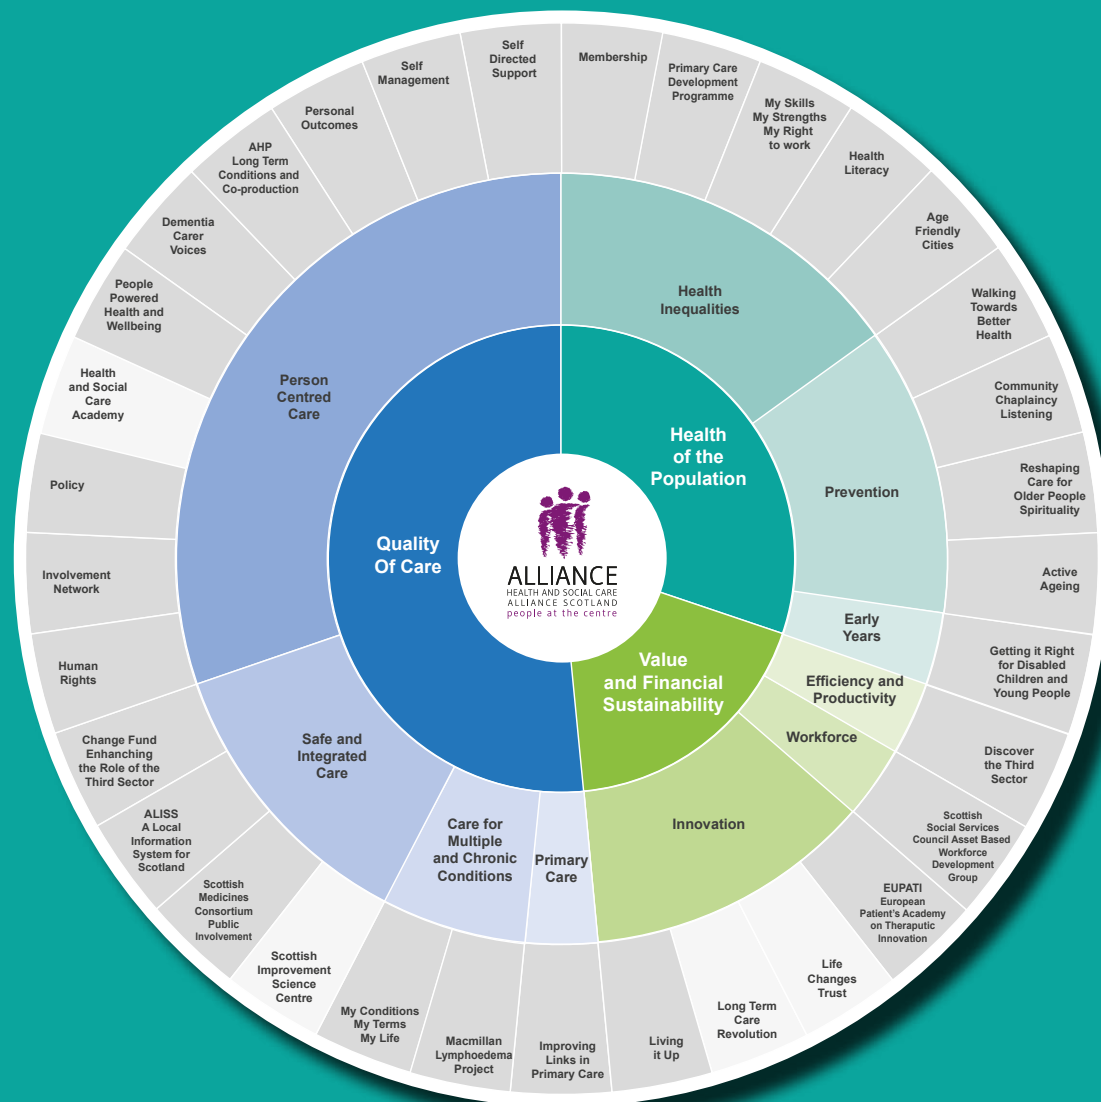 Self
Directed
Support
Membership
Primary Care
Development
Programme
My Skills
My Strengths
My Right
to work
Health
Literacy
Age
Friendly
Cities
Walking
Towards
Better
Health
Community
Chaplaincy
Listening
Reshaping
Care for
Older People
Spirituality
Active
Ageing
Getting it Right
for Disabled
Children and
Young People
Discover
the Third
Sector
Scottish
Social Services
Council Asset Based
Workforce
Development
Group
EUPATI
European
Patient's Academy
on Theraputic
Innovation
Life
Changes
Trust
Long Term
Care
Revolution
Living
it Up
Improving
Links in
Primary Care
Macmillan
Lymphoedema
Project
My Conditions
My Terms
My Life
Scottish
Improvement
Science
Centre
Scottish
Medicines
Consortium
Public
Involvement
ALISS
A Local
Information
System for
Scotland
Change Fund
Enhanching
the Role of the
Third Sector
Human
Rights
Involvement
Network
Policy
Health
and Social
Care
Academy
People
Powered
Health and
Wellbeing
Dementia
Carer
Voices
AHP
Long Term
Conditions and
Co-production
Personal
Outcomes
Self
Management
Health
Inequalities
Prevention
Early
Years
Efficiency and
Productivity
Workforce
Innovation
Primary
Care
Care for
Multiple
and Chronic
Conditions
Safe and
Integrated
Care
Person
Centred
Care
Health
of the
Population
Value
and Financial
Sustainability
Quality
Of Care
ALLIANCE
HEALTH AND SOCIAL CARE
ALLIANCE SCOTLAND
people at the centre